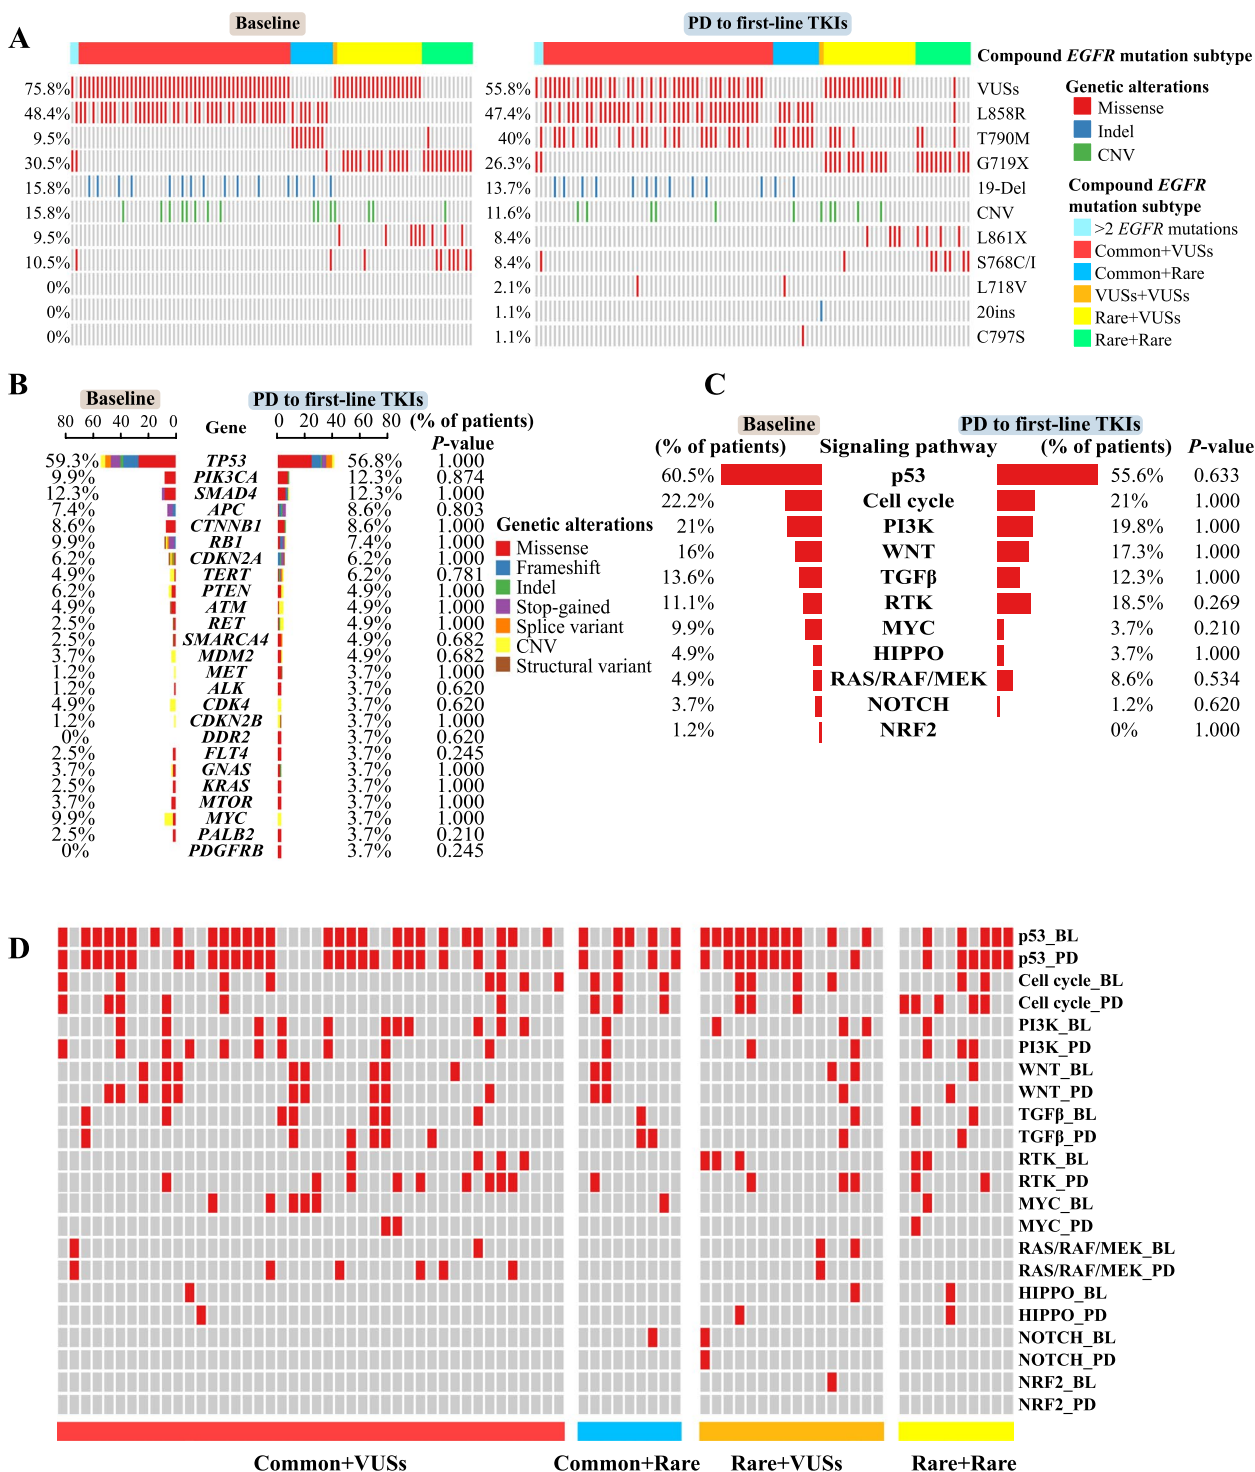 A
Baseline
PD to first-line TKIs
Compound EGFR mutation subtype
75.8% 55.8% VUSs
48.4% 47.4% L858R
9.5% 40% T790M
30.5% 26.3% G719X
15.8% 13.7% 19-Del
15.8% 11.6% CNV
9.5% 8.4% L861X
10.5% 8.4% S768C/I
0% 2.1% L718V
0% 1.1% 20ins
0% 1.1% C797S
Genetic alterations
Missense
Indel
CNV
Compound EGFR
mutation subtype
>2 EGFR mutations
Common+VUSs
Common+Rare
VUSs+VUSs
Rare+VUSs
Rare+Rare
B
Baseline
PD to first-line TKIs
80 60 40 20 0 Gene 0 20 40 60 80 (% of patients)
P-value
59.3% TP53 56.8% 1.000
9.9% PIK3CA 12.3% 0.874
12.3% SMAD4 12.3% 1.000
7.4% APC 8.6% 0.803
8.6% CTNNB1 8.6% 1.000
9.9% RB1 7.4% 1.000
6.2% CDKN2A 6.2% 1.000
4.9% TERT 6.2% 0.781
6.2% PTEN 4.9% 1.000
4.9% ATM 4.9% 1.000
2.5% RET 4.9% 1.000
2.5% SMARCA4 4.9% 0.682
3.7% MDM2 4.9% 0.682
1.2% MET 3.7% 1.000
1.2% ALK 3.7% 0.620
4.9% CDK4 3.7% 0.620
1.2% CDKN2B 3.7% 1.000
0% DDR2 3.7% 0.620
2.5% FLT4 3.7% 0.245
3.7% GNAS 3.7% 1.000
2.5% KRAS 3.7% 1.000
3.7% MTOR 3.7% 1.000
9.9% MYC 3.7% 1.000
2.5% PALB2 3.7% 0.210
0% PDGFRB 3.7% 0.245
Genetic alterations
Missense
Frameshift
Indel
Stop-gained
Splice variant
CNV
Structural variant
C
Baseline
PD to first-line TKIs
(% of patients) Signaling pathway (% of patients) P-value
60.5% p53 55.6% 0.633
22.2% Cell cycle 21% 1.000
21% PI3K 19.8% 1.000
16% WNT 17.3% 1.000
13.6% TGFβ 12.3% 1.000
11.1% RTK 18.5% 0.269
9.9% MYC 3.7% 0.210
4.9% HIPPO 3.7% 1.000
4.9% RAS/RAF/MEK 8.6% 0.534
3.7% NOTCH 1.2% 0.620
1.2% NRF2 0% 1.000
D
p53_BL
p53_PD
Cell cycle_BL
Cell cycle_PD
PI3K_BL
PI3K_PD
WNT_BL
WNT_PD
TGFβ_BL
TGFβ_PD
RTK_BL
RTK_PD
MYC_BL
MYC_PD
RAS/RAF/MEK_BL
RAS/RAF/MEK_PD
HIPPO_BL
HIPPO_PD
NOTCH_BL
NOTCH_PD
NRF2_BL
NRF2_PD
Common+VUSs Common+Rare Rare+VUSs Rare+Rare